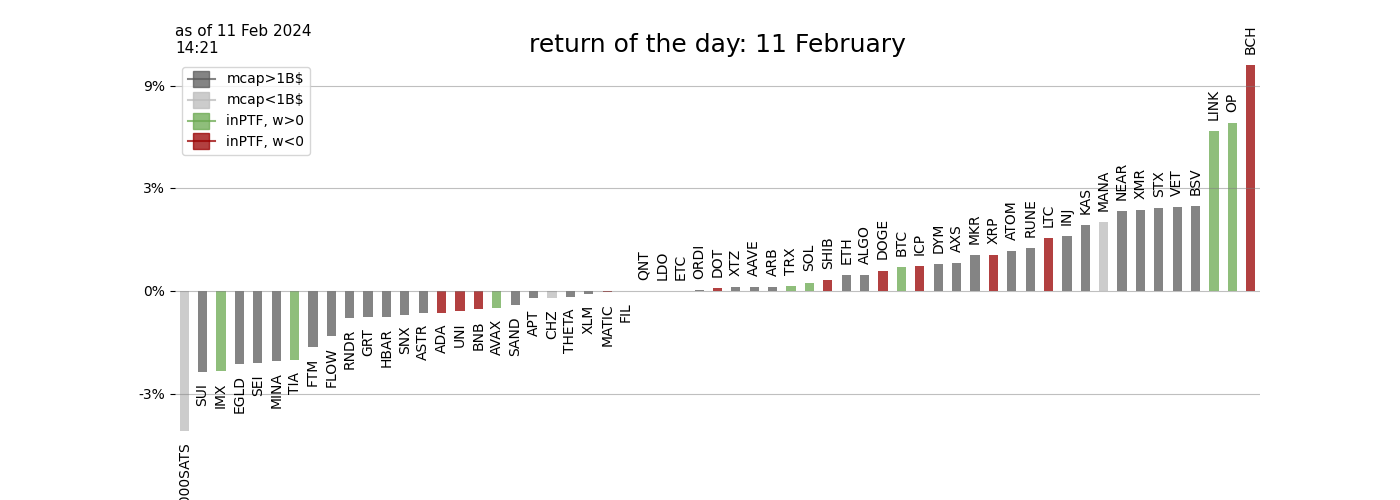 as of 11 Feb 2024
14:21
return of the day: 11 February
mcap>1B$
mcap<1B$
inPTF, w>0
inPTF, w<0
9%
3%
0%
-3%
000SATS
SUI
IMX
EGLD
SEI
MINA
TIA
FTM
FLOW
RNDR
GRT
HBAR
SNX
ASTR
ADA
UNI
BNB
AVAX
SAND
APT
CHZ
THETA
XLM
MATIC
FIL
QNT
LDO
ETC
ORDI
DOT
XTZ
AAVE
ARB
TRX
SOL
SHIB
ETH
ALGO
DOGE
BTC
ICP
DYM
AXS
MKR
XRP
ATOM
RUNE
LTC
INJ
KAS
MANA
NEAR
XMR
STX
VET
BSV
LINK
OP
BCH